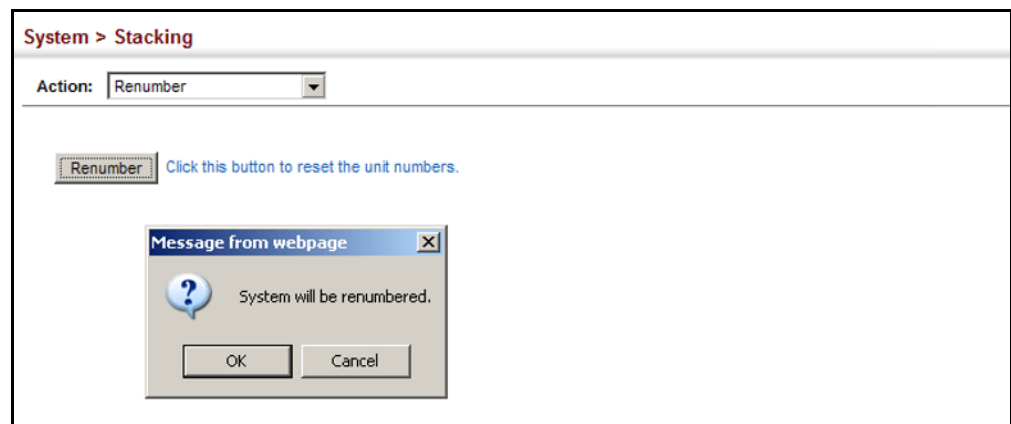 System > Stacking
Action: Renumber
Renumber Click this button to reset the unit numbers.
Message from webpage
System will be renumbered.
OK Cancel